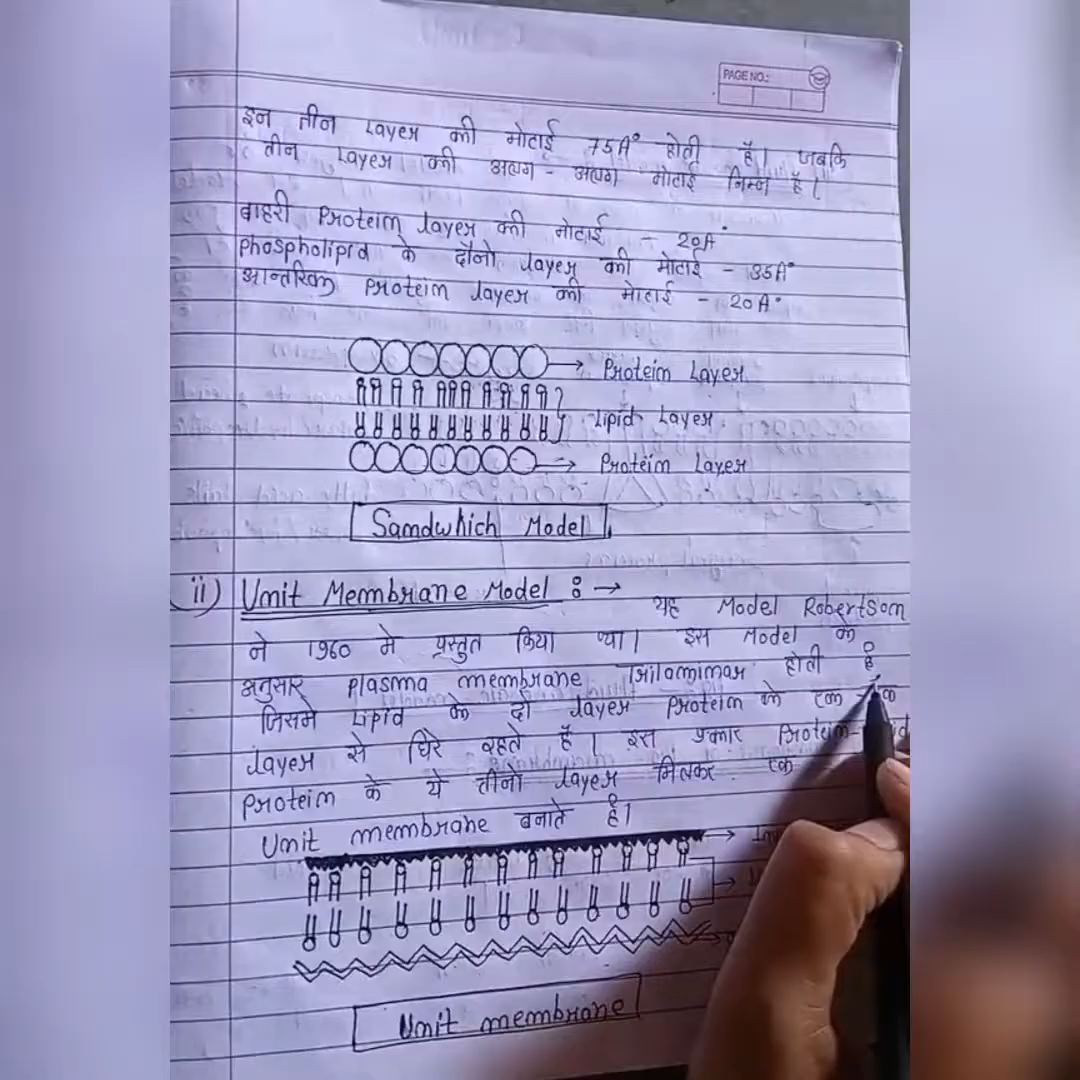 PAGE NO.:
इन तीन Layer की मोटाई 75A° होती है। जबकि
तीन Layer की अलग - अलग मोटाई निम्न है।
बाहरी Protein Layer की मोटाई - 20A°
Phospholipid के दोनो Layer की मोटाई - 35A°
आन्तरिक Protein Layer की मोटाई - 20A°
→ Protein Layer
Lipid Layer
→ Protein Layer
Samdwhich Model
ii) Unit Membrane Model :→ यह Model Robertson
ने 1960 मे प्रस्तुत किया था। इस Model के
अनुसार Plasma membrane Trilaminar होती है
जिसमे Lipid के दो Layer Protein के एक
Layer से घिरे रहते है। इस प्रकार Protein
Protein के ये तीनो Layer मिलकर एक
Unit membrane बनाते है।
Unit membrane